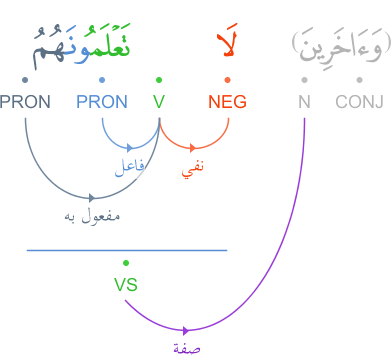 (وَءَاخَرِينَ) لَا تَعْلَمُونَهُمُ
PRON PRON V NEG N CONJ
فاعل نفي
مفعول به
VS
صفة